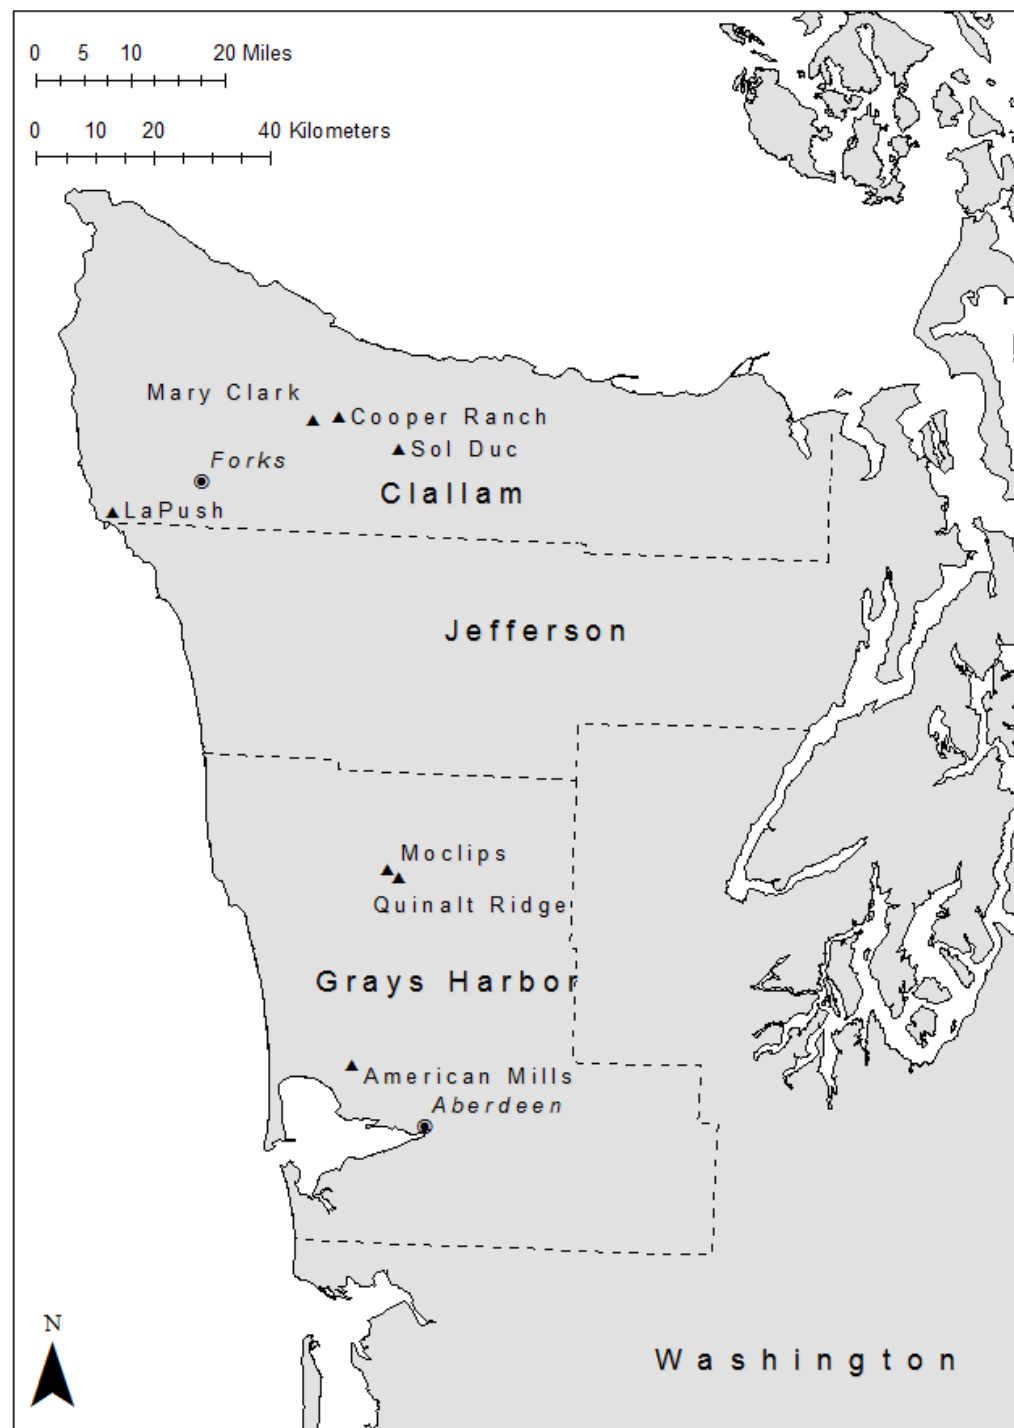 0 5 10 20 Miles
0 10 20 40 Kilometers
Mary Clark
Cooper Ranch
Sol Duc
Forks
Clallam
LaPush
Jefferson
Moclips
Quinalt Ridge
Grays Harbor
American Mills
Aberdeen
N
Washington